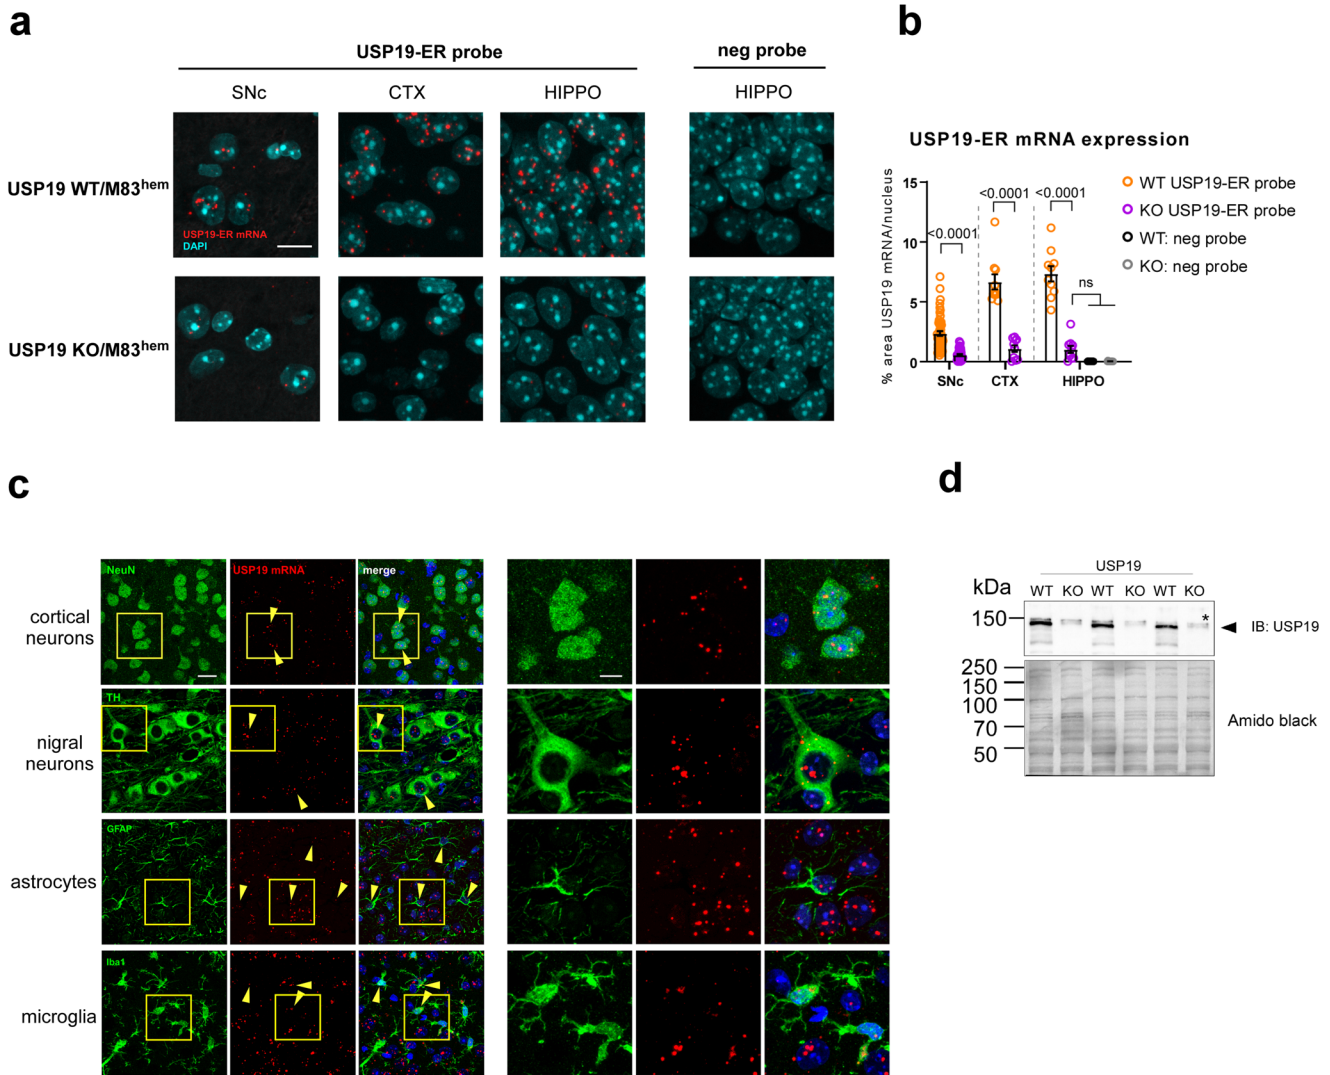 a
USP19-ER probe
neg probe
SNc
CTX
HIPPO
HIPPO
USP19 WT/M83hem
USP19-ER mRNA
DAPI
USP19 KO/M83hem
b
USP19-ER mRNA expression
% area USP19 mRNA/nucleus
15
10
5
0
<0.0001
<0.0001
<0.0001
ns
SNc
CTX
HIPPO
WT USP19-ER probe
KO USP19-ER probe
WT: neg probe
KO: neg probe
c
NeuN
USP19 mRNA
merge
cortical
neurons
TH
nigral
neurons
GFAP
astrocytes
Iba1
microglia
d
USP19
kDa
WT KO WT KO WT KO
150
*
IB: USP19
250
150
100
70
50
Amido black